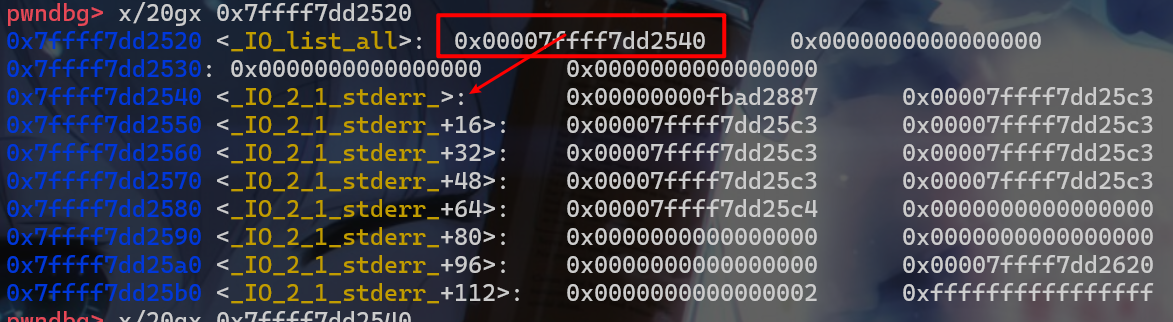 pwndbg> x/20gx 0x7ffff7dd2520
0x7ffff7dd2520 <_IO_list_all>: 0x00007ffff7dd2540 0x0000000000000000
0x7ffff7dd2530: 0x0000000000000000 0x0000000000000000
0x7ffff7dd2540 <_IO_2_1_stderr_>: 0x00000000fbad2887 0x00007ffff7dd25c3
0x7ffff7dd2550 <_IO_2_1_stderr_+16>: 0x00007ffff7dd25c3 0x00007ffff7dd25c3
0x7ffff7dd2560 <_IO_2_1_stderr_+32>: 0x00007ffff7dd25c3 0x00007ffff7dd25c3
0x7ffff7dd2570 <_IO_2_1_stderr_+48>: 0x00007ffff7dd25c3 0x00007ffff7dd25c3
0x7ffff7dd2580 <_IO_2_1_stderr_+64>: 0x00007ffff7dd25c4 0x0000000000000000
0x7ffff7dd2590 <_IO_2_1_stderr_+80>: 0x0000000000000000 0x0000000000000000
0x7ffff7dd25a0 <_IO_2_1_stderr_+96>: 0x0000000000000000 0x00007ffff7dd2620
0x7ffff7dd25b0 <_IO_2_1_stderr_+112>: 0x0000000000000002 0xffffffffffffffff
pwndbg> x/20gx 0x7ffff7dd2540